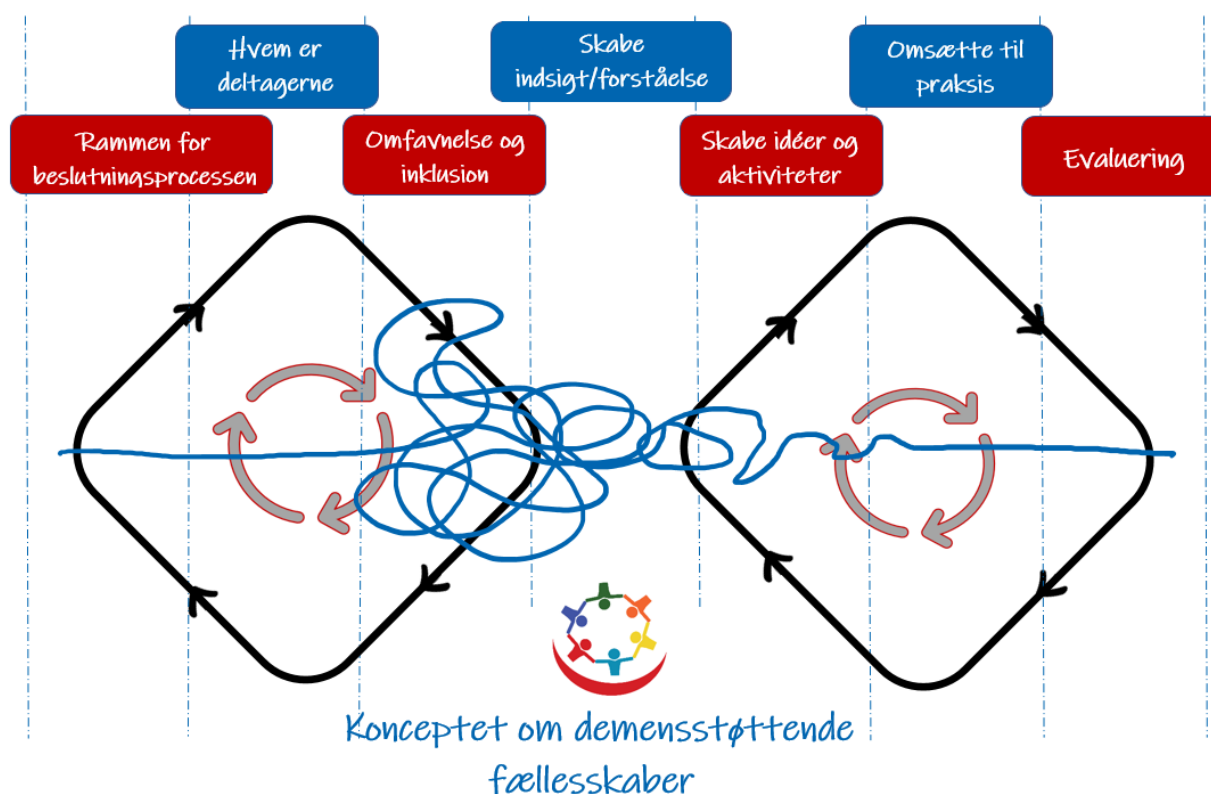 Hvem er
deltagerne
Skabe
indsigt/forståelse
Omsætte til
praksis
Rammen for
beslutningsprocessen
Omfavnelse og
inklusion
Skabe idéer og
aktiviteter
Evaluering
Konceptet om demensstøttende
fællesskaber